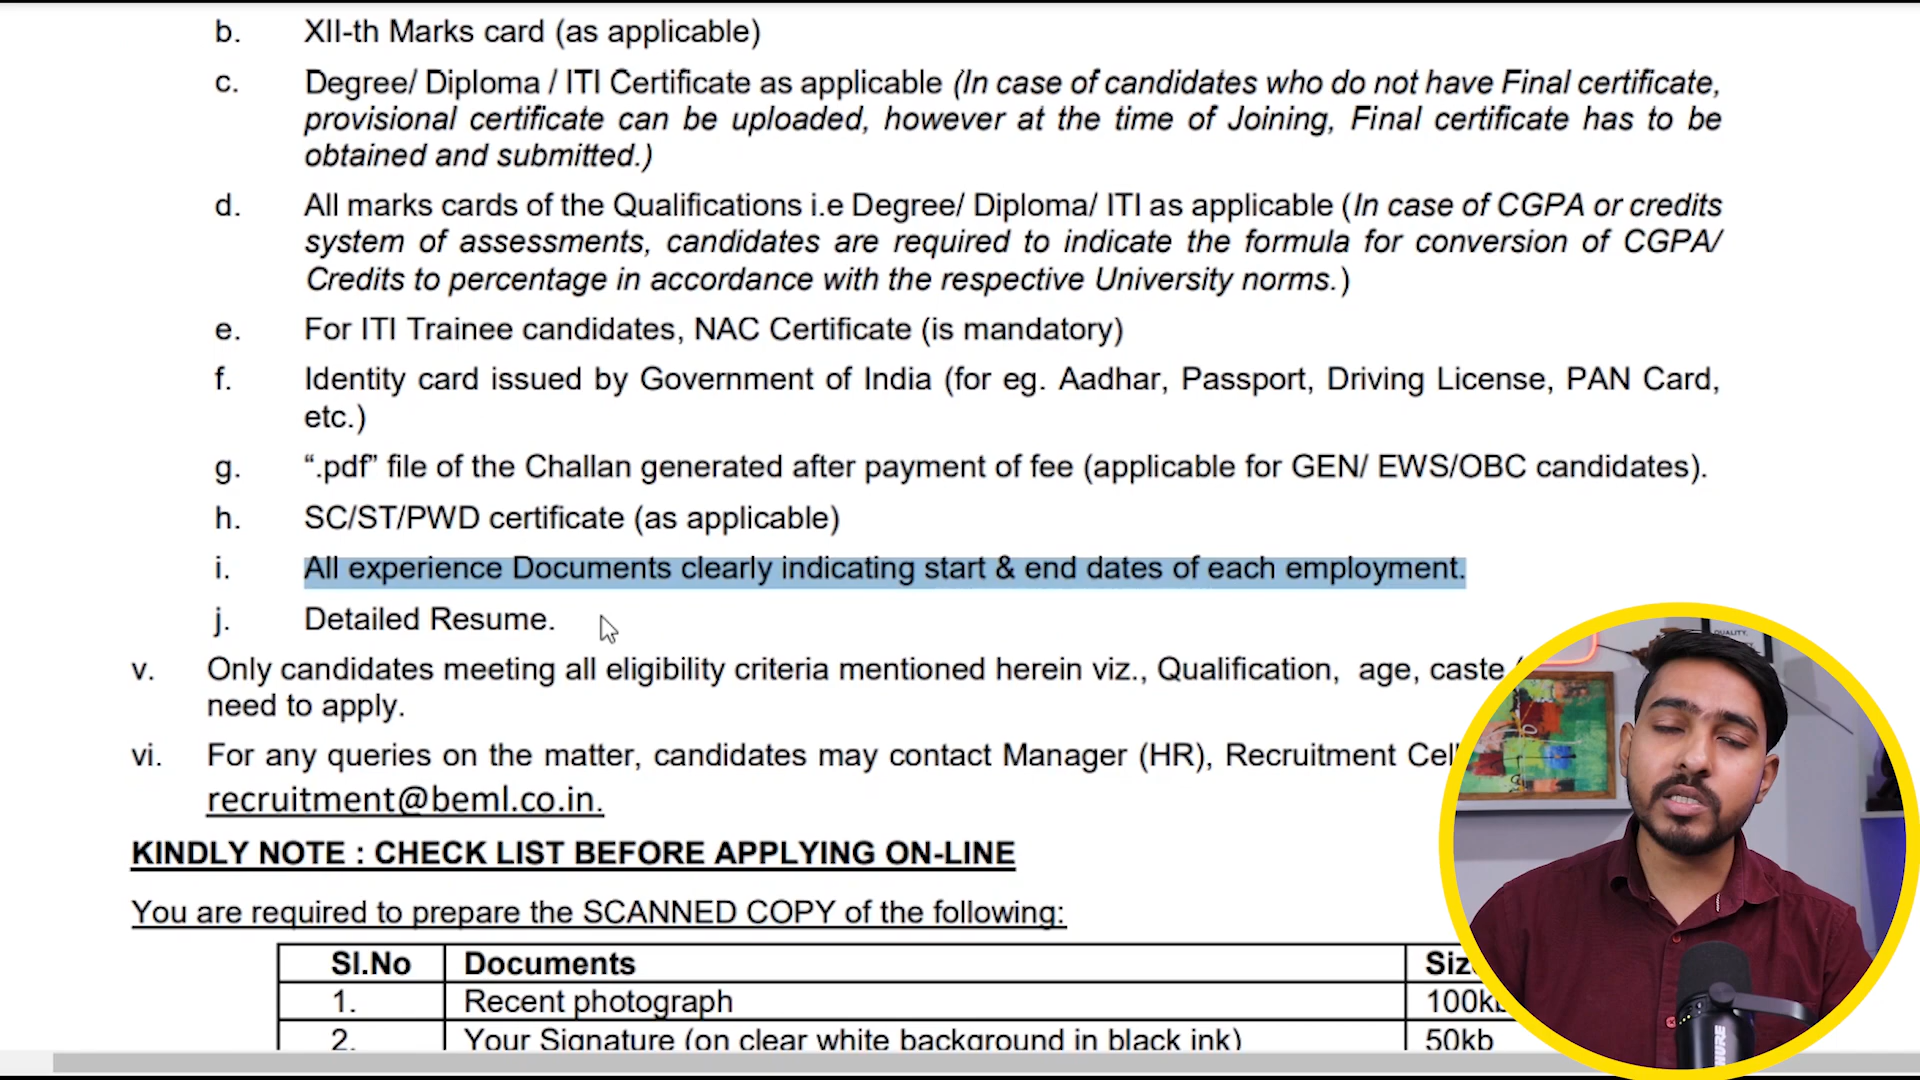 b. XII-th Marks card (as applicable)
c. Degree/ Diploma / ITI Certificate as applicable (In case of candidates who do not have Final certificate,
provisional certificate can be uploaded, however at the time of Joining, Final certificate has to be
obtained and submitted.)
d. All marks cards of the Qualifications i.e Degree/ Diploma/ ITI as applicable (In case of CGPA or credits
system of assessments, candidates are required to indicate the formula for conversion of CGPA/
Credits to percentage in accordance with the respective University norms.)
e. For ITI Trainee candidates, NAC Certificate (is mandatory)
f. Identity card issued by Government of India (for eg. Aadhar, Passport, Driving License, PAN Card,
etc.)
g. “.pdf” file of the Challan generated after payment of fee (applicable for GEN/ EWS/OBC candidates).
h. SC/ST/PWD certificate (as applicable)
i. All experience Documents clearly indicating start & end dates of each employment.
j. Detailed Resume.
v. Only candidates meeting all eligibility criteria mentioned herein viz., Qualification, age, caste
need to apply.
vi. For any queries on the matter, candidates may contact Manager (HR), Recruitment Cell
recruitment@beml.co.in.
KINDLY NOTE : CHECK LIST BEFORE APPLYING ON-LINE
You are required to prepare the SCANNED COPY of the following:
Sl.No Documents Siz
1. Recent photograph 100kb
2. Your Signature (on clear white background in black ink) 50kb
QUALITY.